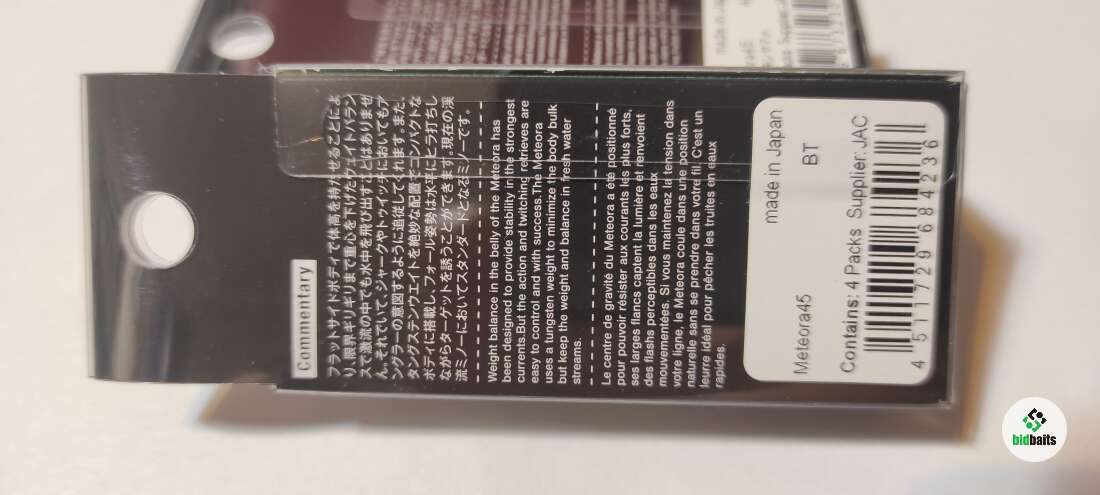 Commentary
フラットサイドボディで体高を持たせることによ
り、限界ギリギリまで重心を下げたウェイトバラン
スで激流の中でも水中を飛び出すことはありませ
ん。それでいて、ジャークやトゥイッチにおいてもア
ングラーの意図するように追従してくれます。また、
タングステンウエイトを絶妙な配置でコンパクトな
ボディに搭載し、フォール姿勢は水平にヒラ打ちし
ながらターゲットを誘うことができます。現在の渓
流ミノーにおいてスタンダードとなるミノーです。
Weight balance in the belly of the Meteora has
been designed to provide stability in the strongest
currents.But the action and twitching retrieves are
easy to control and with success.The Meteora
uses a tungsten weight to minimize the body bulk
but keep the weight and balance in fresh water
streams.
Le centre de gravité du Meteora a été positionné
pour pouvoir résister aux courants les plus forts,
ses larges flancs captent la lumière et renvoient
des flashs perceptibles dans les eaux
mouvementées. Si vous maintenez la tension dans
votre ligne, le Meteora coule dans une position
naturelle sans se prendre dans votre fil! C'est un
leurre idéal pour pêcher les truites en eaux
rapides.
made in Japan
Meteora45 BT
Contains: 4 Packs Supplier: JAC
4 511729 684236
bidbaits